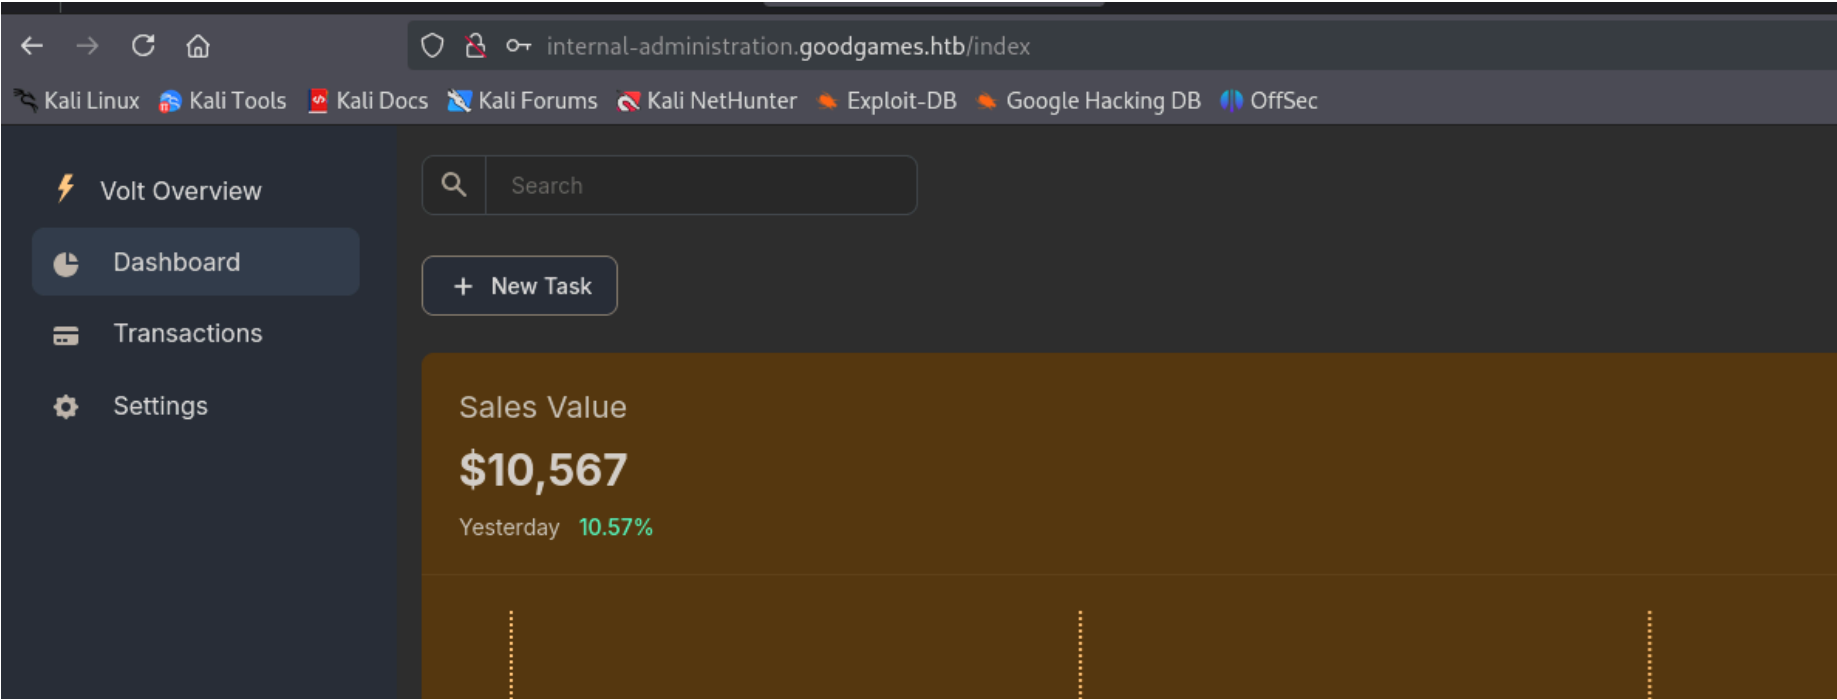 internal-administration.goodgames.htb/index
Kali Linux Kali Tools Kali Docs Kali Forums Kali NetHunter Exploit-DB Google Hacking DB OffSec
Volt Overview
Search
Dashboard
New Task
Transactions
Settings
Sales Value
$10,567
Yesterday 10.57%